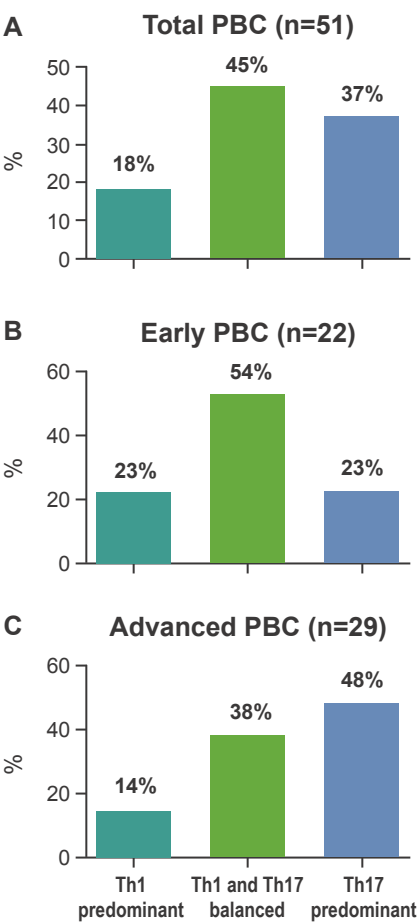 A Total PBC (n=51)
50
40
30
20
10
0
%
18%
45%
37%
B Early PBC (n=22)
60
40
20
0
%
23%
54%
23%
C Advanced PBC (n=29)
60
40
20
0
%
14%
38%
48%
Th1
predominant
Th1 and Th17
balanced
Th17
predominant